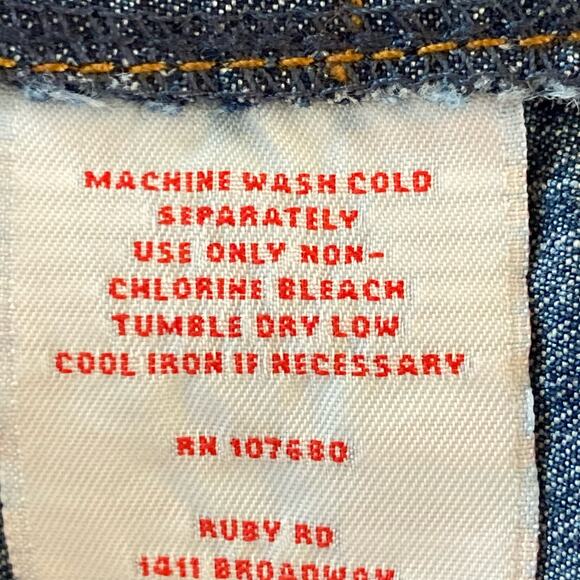 MACHINE WASH COLD
SEPARATELY
USE ONLY NON-
CHLORINE BLEACH
TUMBLE DRY LOW
COOL IRON IF NECESSARY
RN 107680
RUBY RD
1411 BROADWAY